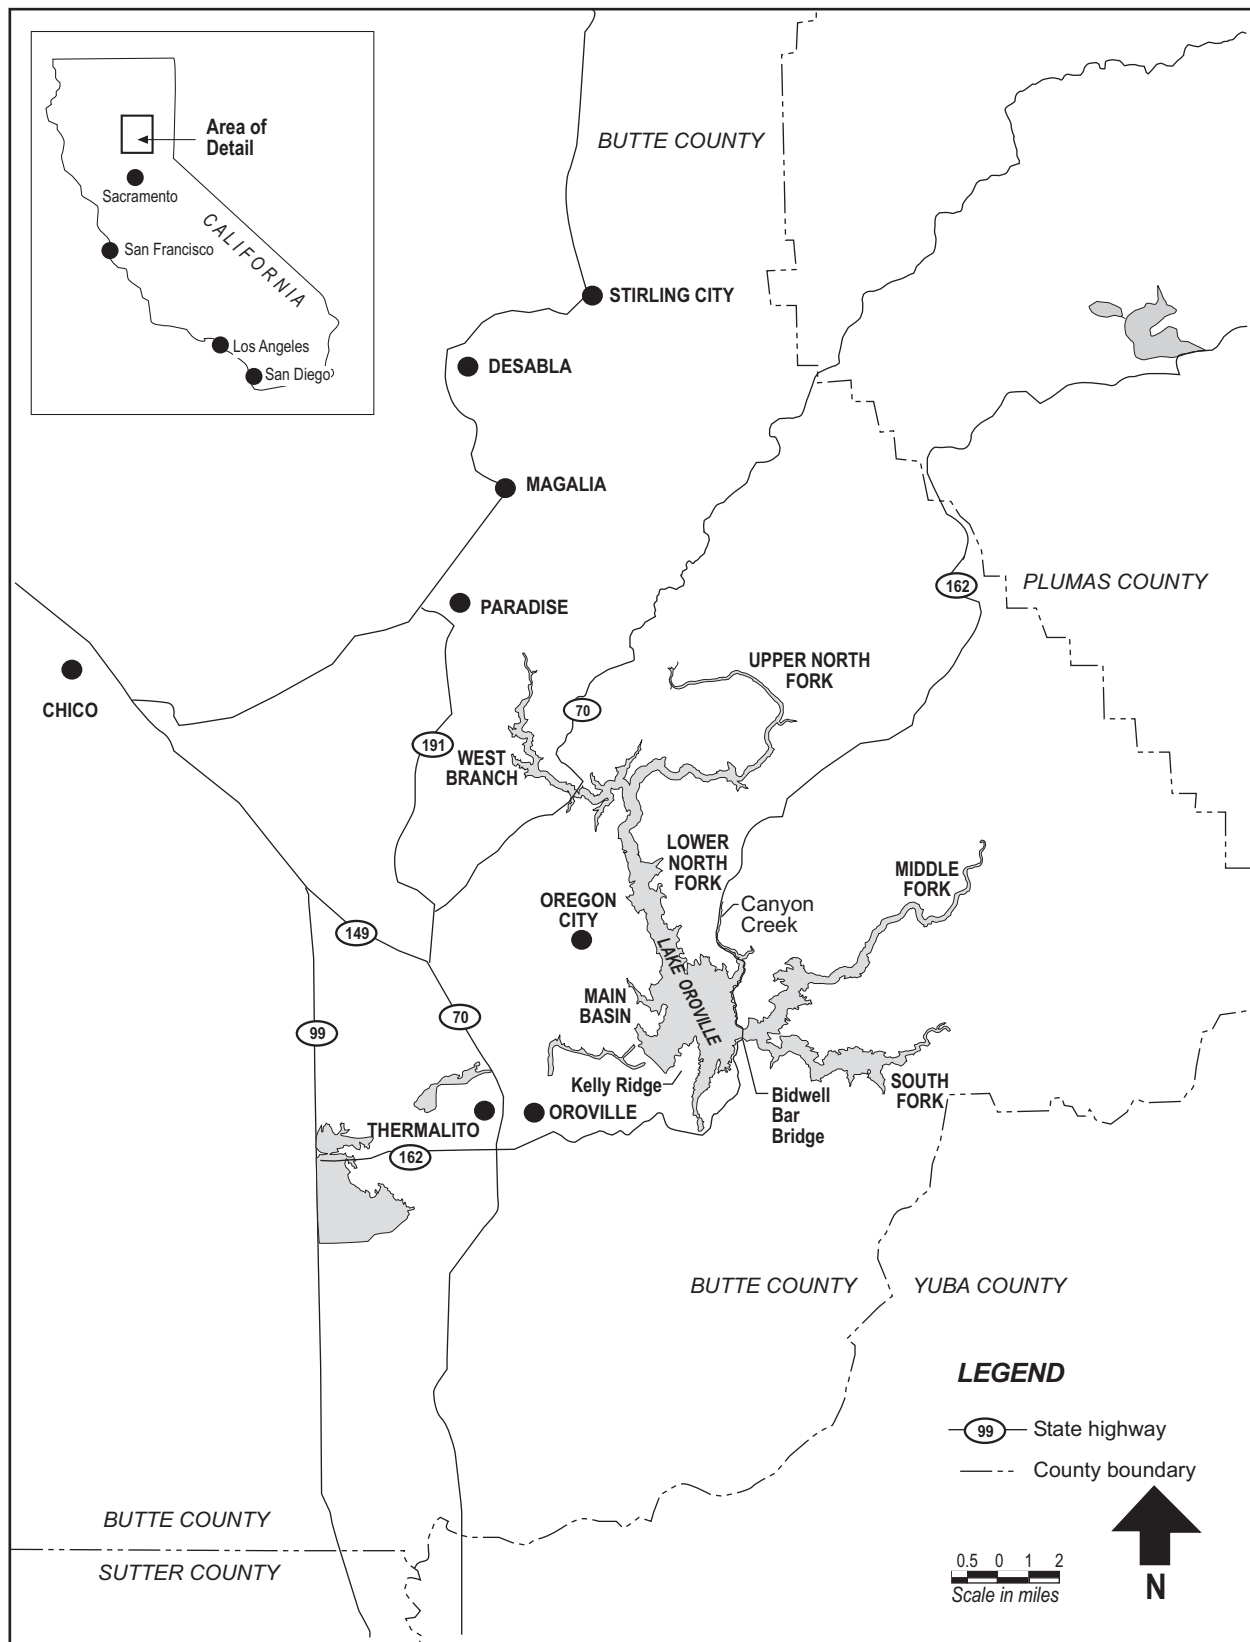 Area of
Detail
Sacramento
San Francisco
CALIFORNIA
Los Angeles
San Diego
BUTTE COUNTY
STIRLING CITY
DESABLA
MAGALIA
PARADISE
162
PLUMAS COUNTY
CHICO
UPPER NORTH
FORK
70
191
WEST
BRANCH
LOWER
NORTH
FORK
MIDDLE
FORK
OREGON
CITY
Canyon
Creek
149
LAKE OROVILLE
MAIN
BASIN
99
70
Kelly Ridge
SOUTH
FORK
Bidwell
Bar
Bridge
OROVILLE
THERMALITO
162
BUTTE COUNTY
YUBA COUNTY
LEGEND
99 State highway
County boundary
BUTTE COUNTY
SUTTER COUNTY
0.5 0 1 2
Scale in miles
N